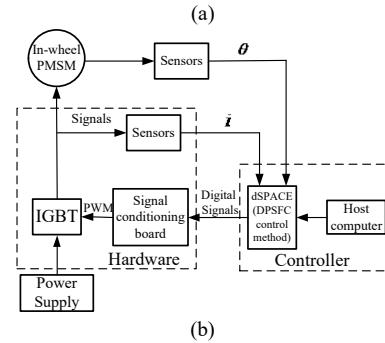 (a)
In-wheel
PMSM
Sensors
θ
Signals
Sensors
i
IGBT
PWM
Signal
conditioning
board
Digital
Signals
dSPACE
(DPSFC
control
method)
Host
computer
Hardware
Controller
Power
Supply
(b)